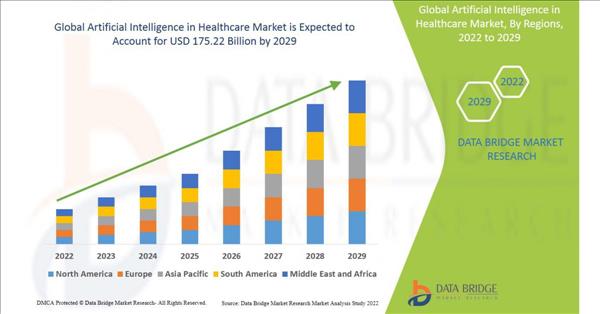 Global Artificial Intelligence in Healthcare Market is Expected to
Account for USD 175.22 Billion by 2029
Global Artificial Intelligence in
Healthcare Market, By Regions,
2022 to 2029
2022
2029
DATA BRIDGE MARKET
RESEARCH
DATA BRIDGE
2022 2023 2024 2025 2026 2027 2028 2029
North America Europe Asia Pacific South America Middle East and Africa
DMCA Protected © Data Bridge Market Research- All Rights Reserved.
Source: Data Bridge Market Research Market Analysis Study 2022
DATA BRIDGE
MARKET RESEARCH